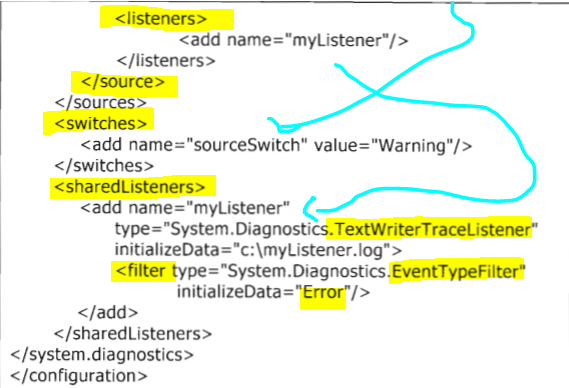 <listeners>
<add name="myListener"/>
</listeners>
</source>
</sources>
<switches>
<add name="sourceSwitch" value="Warning"/>
</switches>
<sharedListeners>
<add name="myListener"
type="System.Diagnostics.TextWriterTraceListener"
initializeData="c:\myListener.log">
<filter type="System.Diagnostics.EventTypeFilter"
initializeData="Error"/>
</add>
</sharedListeners>
</system.diagnostics>
</configuration>